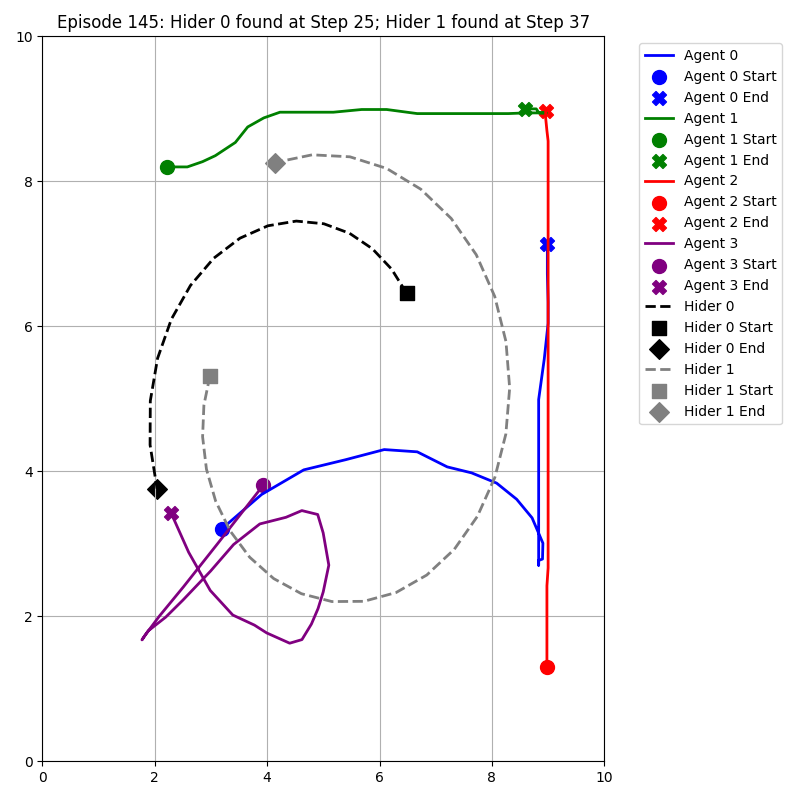 Episode 145: Hider 0 found at Step 25; Hider 1 found at Step 37
10
8
6
4
2
0
0
2
4
6
8
10
Agent 0
Agent 0 Start
Agent 0 End
Agent 1
Agent 1 Start
Agent 1 End
Agent 2
Agent 2 Start
Agent 2 End
Agent 3
Agent 3 Start
Agent 3 End
Hider 0
Hider 0 Start
Hider 0 End
Hider 1
Hider 1 Start
Hider 1 End